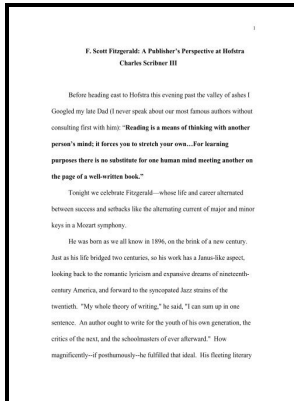 1
F. Scott Fitzgerald: A Publisher's Perspective at Hofstra
Charles Scribner III
Before heading east to Hofstra this evening past the valley of ashes I
Googled my late Dad (I never speak about our most famous authors without
consulting first with him): "Reading is a means of thinking with another
person's mind; it forces you to stretch your own…For learning
purposes there is no substitute for one human mind meeting another on
the page of a well-written book."
Tonight we celebrate Fitzgerald—whose life and career alternated
between success and setbacks like the alternating current of major and minor
keys in a Mozart symphony.
He was born as we all know in 1896, on the brink of a new century.
Just as his life bridged two centuries, so his work has a Janus-like aspect,
looking back to the romantic lyricism and expansive dreams of nineteenth-
century America, and forward to the syncopated Jazz strains of the
twentieth. "My whole theory of writing," he said, "I can sum up in one
sentence. An author ought to write for the youth of his own generation, the
critics of the next, and the schoolmasters of ever afterward." How
magnificently--if posthumously--he fulfilled that ideal. His fleeting literary